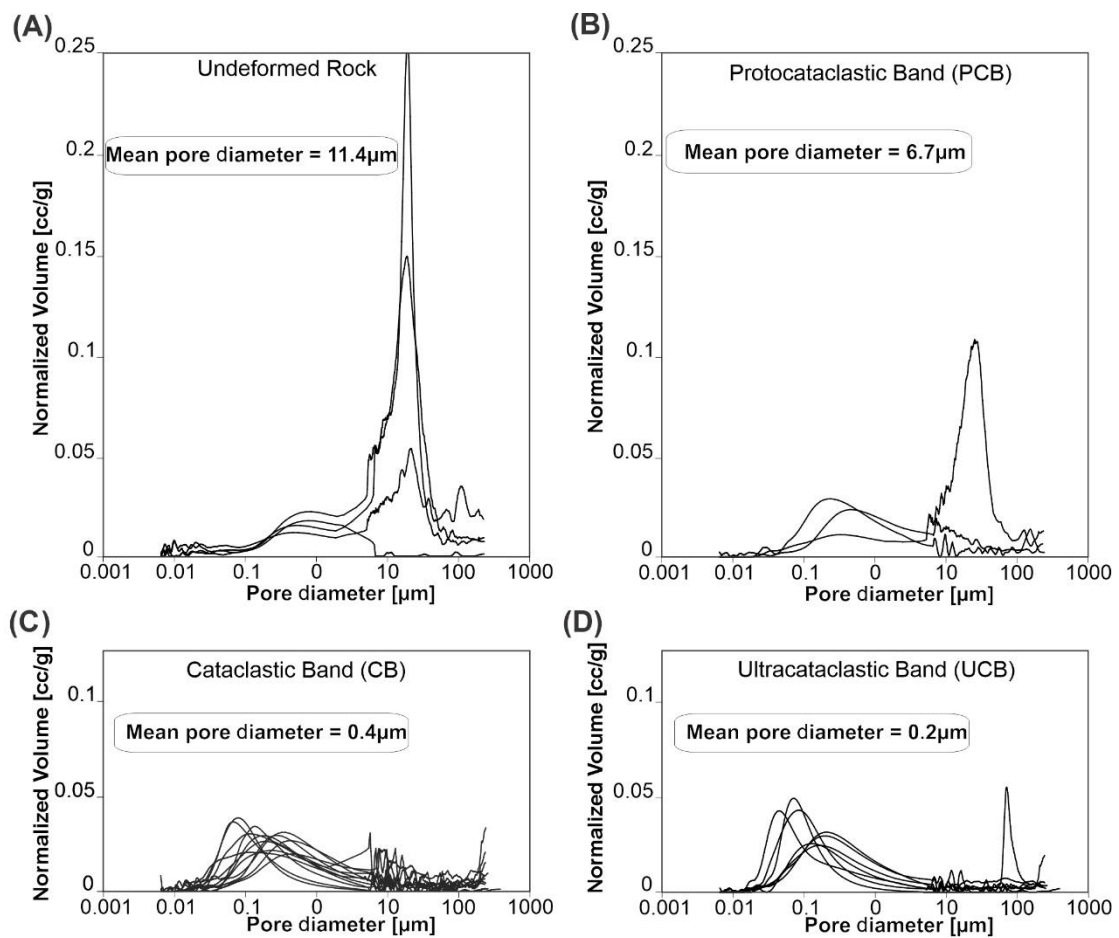 (A)
Undeformed Rock
Mean pore diameter = 11.4µm
Normalized Volume [cc/g]
0.25
0.2
0.15
0.1
0.05
0
0.001 0.01 0.1 0 10 100 1000
Pore diameter [µm]
(B)
Protocataclastic Band (PCB)
Mean pore diameter = 6.7µm
Normalized Volume [cc/g]
0.25
0.2
0.15
0.1
0.05
0
0.001 0.01 0.1 0 10 100 1000
Pore diameter [µm]
(C)
Cataclastic Band (CB)
Mean pore diameter = 0.4µm
Normalized Volume [cc/g]
0.1
0.05
0
0.001 0.01 0.1 0 10 100 1000
Pore diameter [µm]
(D)
Ultracataclastic Band (UCB)
Mean pore diameter = 0.2µm
Normalized Volume [cc/g]
0.1
0.05
0
0.001 0.01 0.1 0 10 100 1000
Pore diameter [µm]